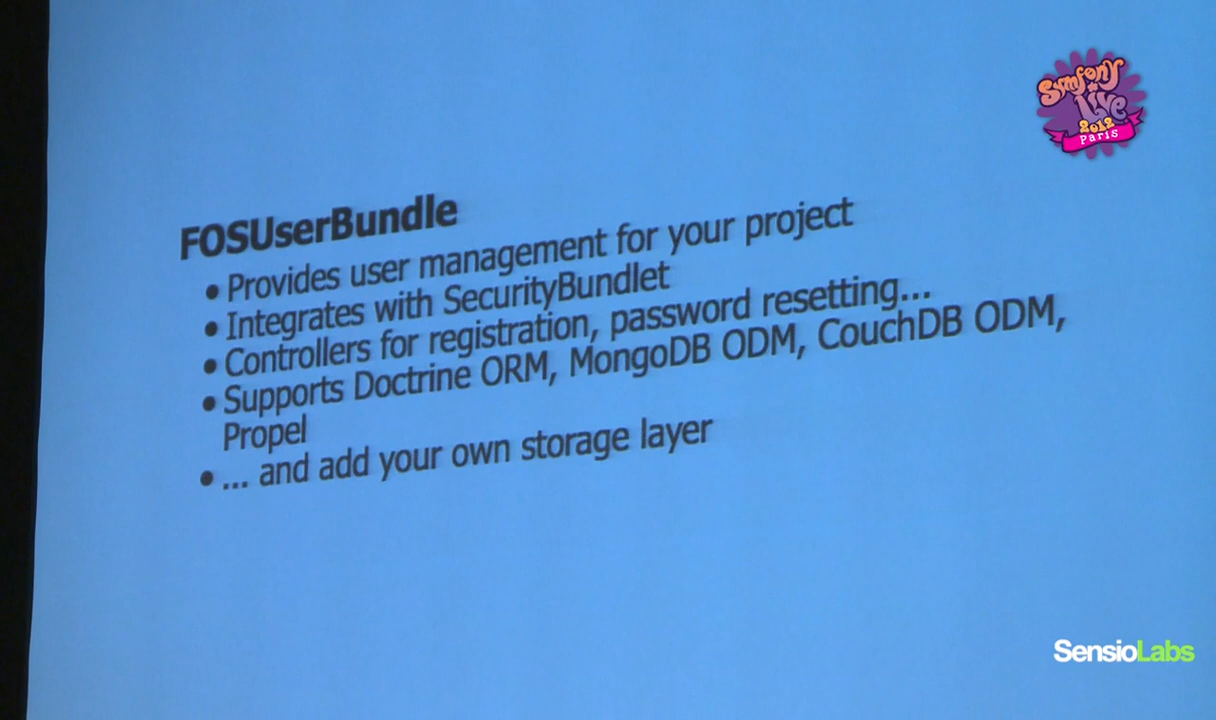 Symfony
Live
2012
Paris
FOSUserBundle
• Provides user management for your project
• Integrates with SecurityBundlet
• Controllers for registration, password resetting...
• Supports Doctrine ORM, MongoDB ODM, CouchDB ODM,
Propel
• ... and add your own storage layer
SensioLabs